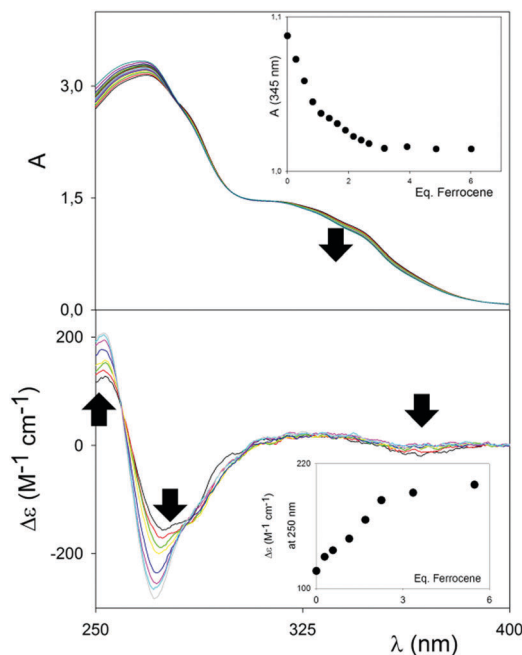 1,1
A (345 nm)
1,0
0
2
4
6
Eq. Ferrocene
3,0
1,5
0,0
A
200
0
-200
Δε (M⁻¹ cm⁻¹)
220
100
Δε (M⁻¹ cm⁻¹)
at 250 nm
Eq. Ferrocene
0
3
6
250
325
400
λ (nm)